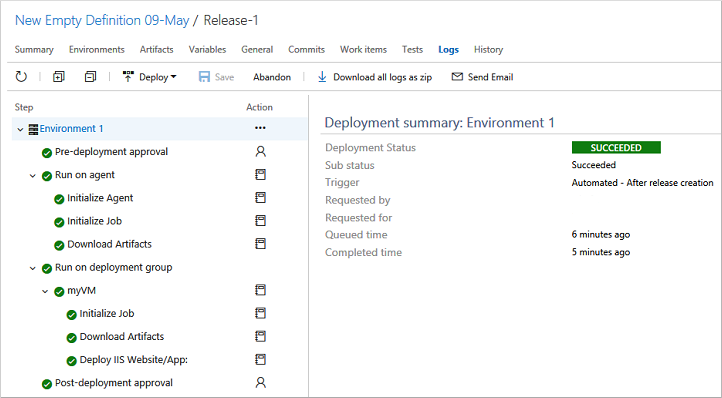 New Empty Definition 09-May / Release-1
Summary Environments Artifacts Variables General Commits Work items Tests Logs History
Deploy Save Abandon Download all logs as zip Send Email
Step Action
Environment 1 •••
Pre-deployment approval
Run on agent
Initialize Agent
Initialize Job
Download Artifacts
Run on deployment group
myVM
Initialize Job
Download Artifacts
Deploy IIS Website/App:
Post-deployment approval
Deployment summary: Environment 1
Deployment Status SUCCEEDED
Sub status Succeeded
Trigger Automated - After release creation
Requested by
Requested for
Queued time 6 minutes ago
Completed time 5 minutes ago